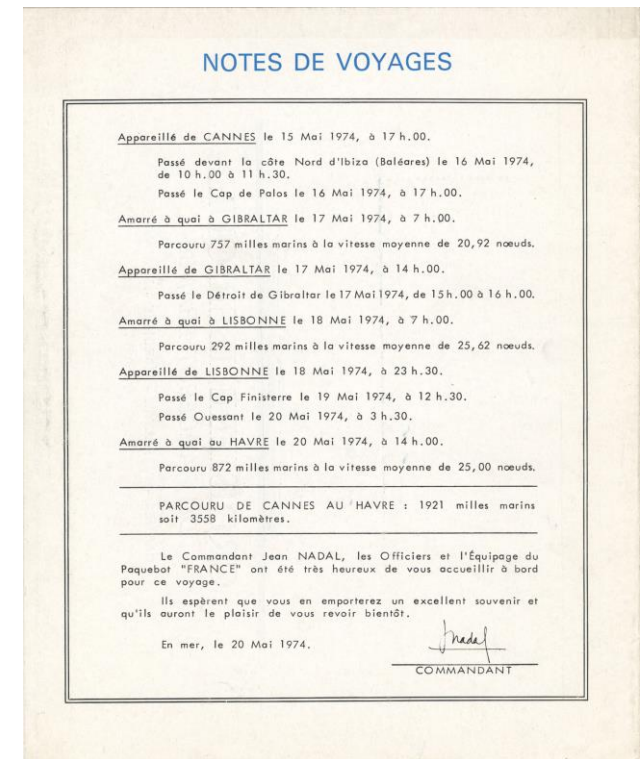 NOTES DE VOYAGES
Appareillé de CANNES le 15 Mai 1974, à 17 h.00.
Passé devant la côte Nord d'Ibiza (Baléares) le 16 Mai 1974,
de 10 h.00 à 11 h.30.
Passé le Cap de Palos le 16 Mai 1974, à 17 h.00.
Amarré à quai à GIBRALTAR le 17 Mai 1974, à 7 h.00.
Parcouru 757 milles marins à la vitesse moyenne de 20,92 nœuds.
Appareillé de GIBRALTAR le 17 Mai 1974, à 14 h.00.
Passé le Détroit de Gibraltar le 17 Mai 1974, de 15h.00 à 16 h.00.
Amarré à quai à LISBONNE le 18 Mai 1974, à 7 h.00.
Parcouru 292 milles marins à la vitesse moyenne de 25,62 nœuds.
Appareillé de LISBONNE le 18 Mai 1974, à 23 h.30.
Passé le Cap Finisterre le 19 Mai 1974, à 12 h.30.
Passé Ouessant le 20 Mai 1974, à 3 h.30.
Amarré à quai au HAVRE le 20 Mai 1974, à 14 h.00.
Parcouru 872 milles marins à la vitesse moyenne de 25,00 nœuds.
PARCOURU DE CANNES AU HAVRE : 1921 milles marins
soit 3558 kilomètres.
Le Commandant Jean NADAL, les Officiers et l'Équipage du
Paquebot "FRANCE" ont été très heureux de vous accueillir à bord
pour ce voyage.
Ils espèrent que vous en emporterez un excellent souvenir et
qu'ils auront le plaisir de vous revoir bientôt.
En mer, le 20 Mai 1974.
Jnadal
COMMANDANT